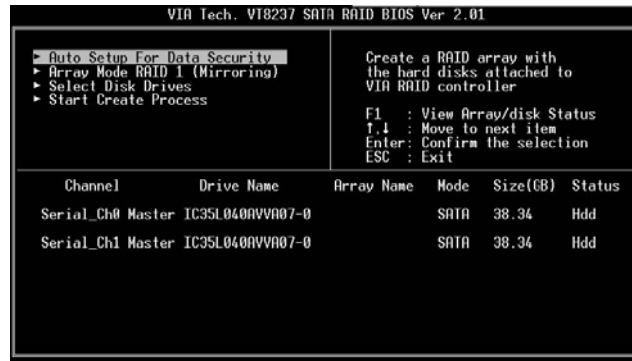 VIA Tech. VT8237 SATA RAID BIOS Ver 2.01
► Auto Setup For Data Security
► Array Mode RAID 1 (Mirroring)
► Select Disk Drives
► Start Create Process
Create a RAID array with
the hard disks attached to
VIA RAID controller
F1 : View Array/disk Status
↑,↓ : Move to next item
Enter: Confirm the selection
ESC : Exit
Channel Drive Name Array Name Mode Size(GB) Status
Serial_Ch0 Master IC35L040AVVA07-0 SATA 38.34 Hdd
Serial_Ch1 Master IC35L040AVVA07-0 SATA 38.34 Hdd